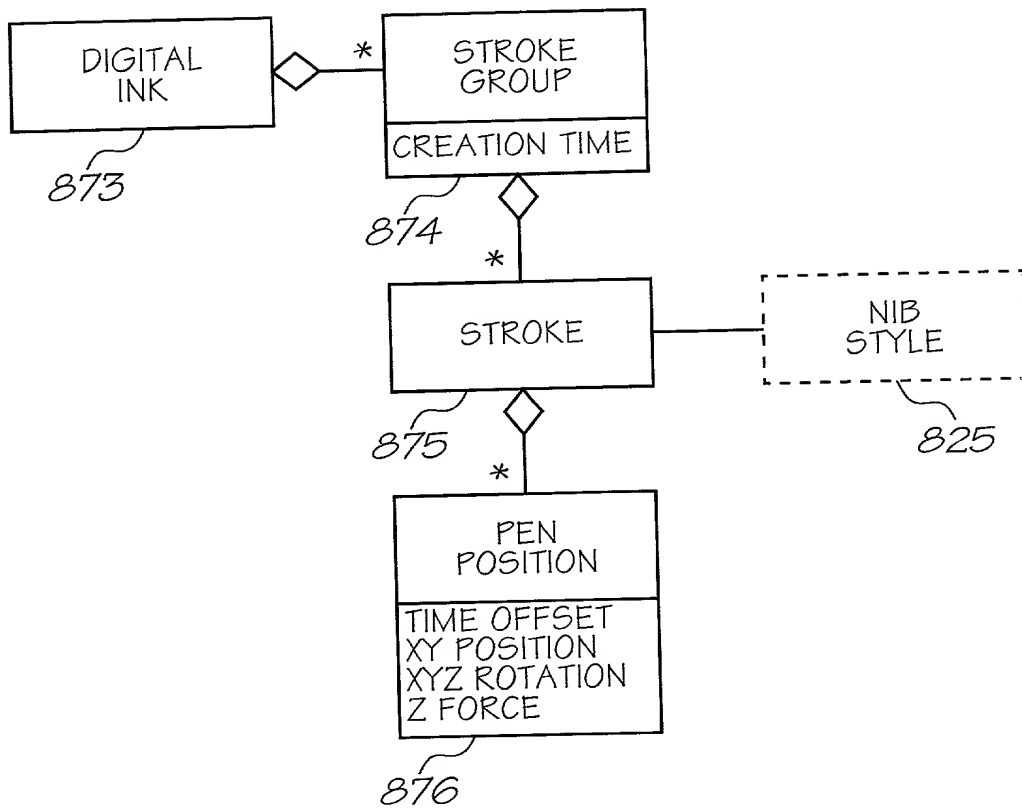 DIGITAL
INK
*
STROKE
GROUP
CREATION TIME
873
874
*
STROKE
NIB
STYLE
875
825
*
PEN
POSITION
TIME OFFSET
XY POSITION
XYZ ROTATION
Z FORCE
876